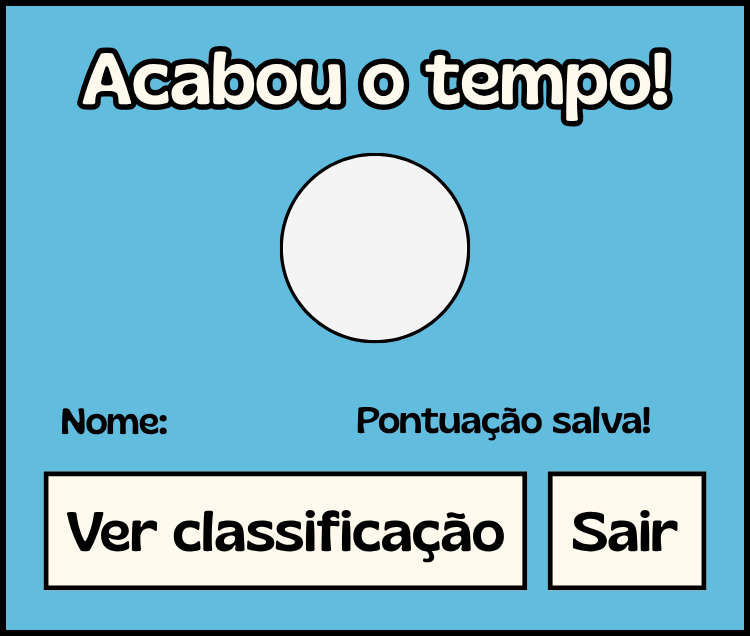 Acabou o tempo!
Nome:
Pontuação salva!
Ver classificação
Sair